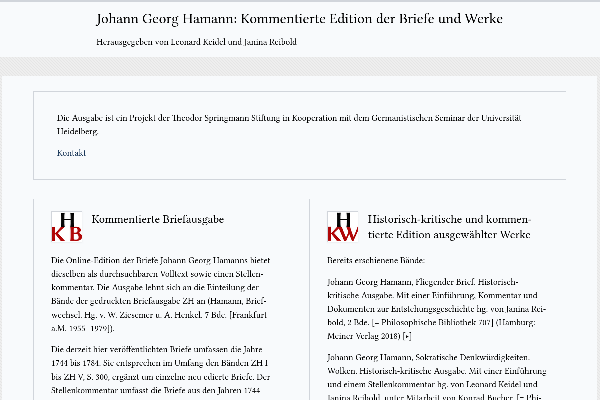 Johann Georg Hamann: Kommentierte Edition der Briefe und Werke
Herausgegeben von Leonard Keidel und Janina Reibold
Die Ausgabe ist ein Projekt der Theodor Springmann Stiftung in Kooperation mit dem Germanistischen Seminar der Universität
Heidelberg.
Kontakt
H
KB
Kommentierte Briefausgabe
Die Online-Edition der Briefe Johann Georg Hamanns bietet
dieselben als durchsuchbaren Volltext sowie einen Stellen-
kommentar. Die Ausgabe lehnt sich an die Einteilung der
Bände der gedruckten Briefausgabe ZH an (Hamann, Brief-
wechsel. Hg. v. W. Ziesemer u. A. Henkel. 7 Bde. [Frankfurt
a.M. 1955–1979]).
Die derzeit hier veröffentlichten Briefe umfassen die Jahre
1744 bis 1784. Sie entsprechen im Umfang den Bänden ZH I
bis ZH V, S. 300, ergänzt um einzelne neu edierte Briefe. Der
Stellenkommentar umfasst die Briefe aus den Jahren 1744
H
KW
Historisch-kritische und kommen-
tierte Edition ausgewählter Werke
Bereits erschienene Bände:
Johann Georg Hamann, Fliegender Brief. Historisch-
kritische Ausgabe. Mit einer Einführung, Kommentar und
Dokumenten zur Entstehungsgeschichte hg. von Janina Rei-
bold, 2 Bde. [= Philosophische Bibliothek 707] (Hamburg:
Meiner Verlag 2018) [▸]
Johann Georg Hamann, Sokratische Denkwürdigkeiten.
Wolken. Historisch-kritische Ausgabe. Mit einer Einführung
und einem Stellenkommentar hg. von Leonard Keidel und
Janina Reibold, unter Mitarbeit von Konrad Bucher. [= Phi-